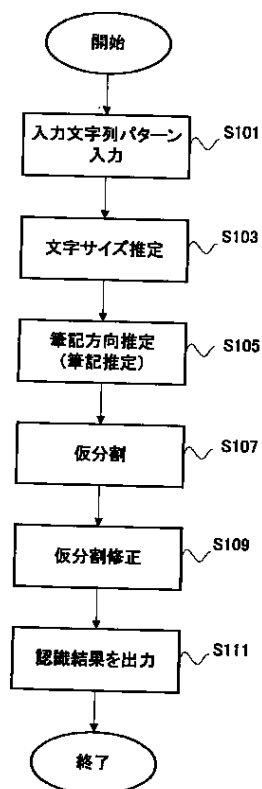 開始
入力文字列パターン
入力
S101
文字サイズ推定
S103
筆記方向推定
(筆記推定)
S105
仮分割
S107
仮分割修正
S109
認識結果を出力
S111
終了